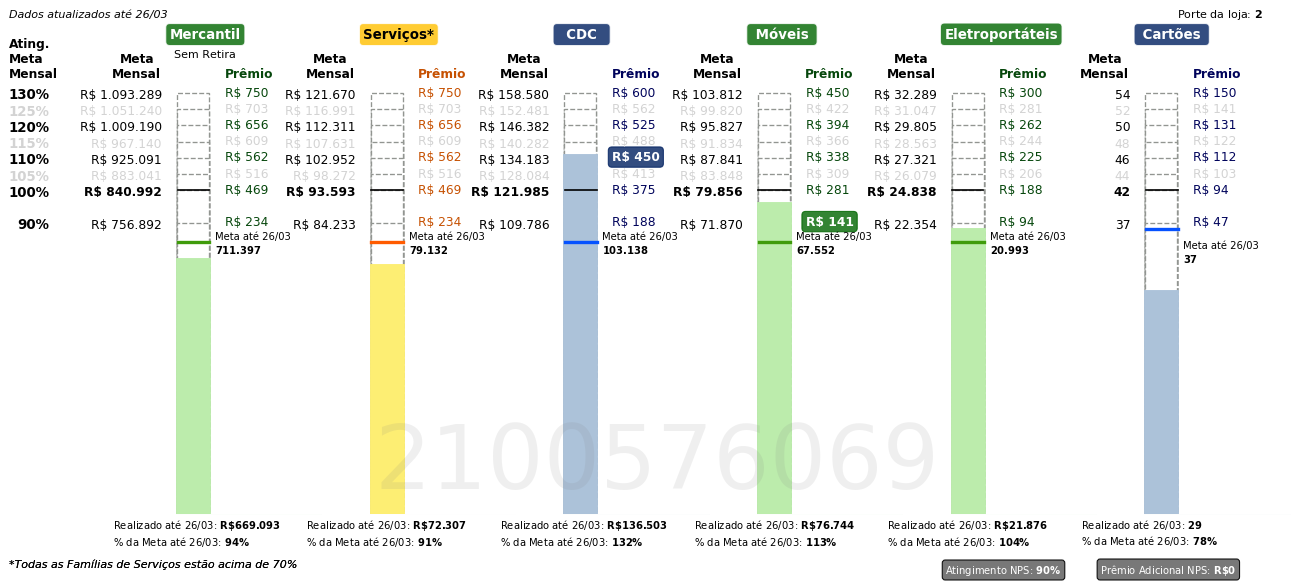 Dados atualizados até 26/03 Porte da loja: 2
Mercantil Serviços* CDC Móveis Eletroportáteis Cartões
Ating. Meta Mensal Meta Mensal Sem Retira Prêmio Meta Mensal Prêmio Meta Mensal Prêmio Meta Mensal Prêmio Meta Mensal Prêmio Meta Mensal Prêmio
130% R$ 1.093.289 R$ 750 R$ 121.670 R$ 750 R$ 158.580 R$ 600 R$ 103.812 R$ 450 R$ 32.289 R$ 300 54 R$ 150
125% R$ 1.051.240 R$ 703 R$ 116.991 R$ 703 R$ 152.481 R$ 562 R$ 99.820 R$ 422 R$ 31.047 R$ 281 52 R$ 141
120% R$ 1.009.190 R$ 656 R$ 112.311 R$ 656 R$ 146.382 R$ 525 R$ 95.827 R$ 394 R$ 29.805 R$ 262 50 R$ 131
115% R$ 967.140 R$ 609 R$ 107.631 R$ 609 R$ 140.282 R$ 488 R$ 91.834 R$ 366 R$ 28.563 R$ 244 48 R$ 122
110% R$ 925.091 R$ 562 R$ 102.952 R$ 562 R$ 134.183 R$ 450 R$ 87.841 R$ 338 R$ 27.321 R$ 225 46 R$ 112
105% R$ 883.041 R$ 516 R$ 98.272 R$ 516 R$ 128.084 R$ 413 R$ 83.848 R$ 309 R$ 26.079 R$ 206 44 R$ 103
100% R$ 840.992 R$ 469 R$ 93.593 R$ 469 R$ 121.985 R$ 375 R$ 79.856 R$ 281 R$ 24.838 R$ 188 42 R$ 94
90% R$ 756.892 R$ 234 R$ 84.233 R$ 234 R$ 109.786 R$ 188 R$ 71.870 R$ 141 R$ 22.354 R$ 94 37 R$ 47
Meta até 26/03 Meta até 26/03 Meta até 26/03 Meta até 26/03 Meta até 26/03 Meta até 26/03
711.397 79.132 103.138 67.552 20.993 37
2100576069
Realizado até 26/03: R$669.093 Realizado até 26/03: R$72.307 Realizado até 26/03: R$136.503 Realizado até 26/03: R$76.744 Realizado até 26/03: R$21.876 Realizado até 26/03: 29
% da Meta até 26/03: 94% % da Meta até 26/03: 91% % da Meta até 26/03: 132% % da Meta até 26/03: 113% % da Meta até 26/03: 104% % da Meta até 26/03: 78%
*Todas as Famílias de Serviços estão acima de 70% Atingimento NPS: 90% Prêmio Adicional NPS: R$0